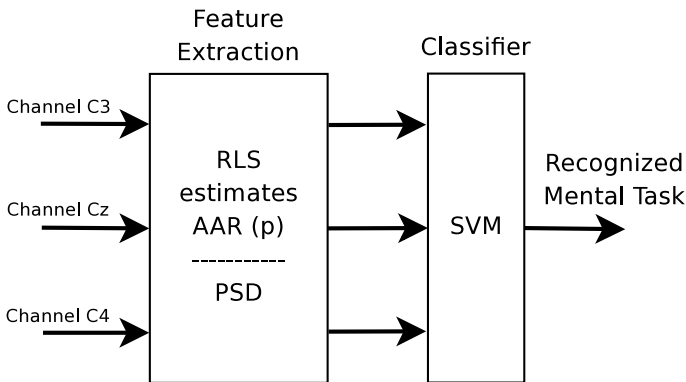 Feature
Extraction
Classifier
Channel C3
Channel Cz
Channel C4
RLS
estimates
AAR (p)
-----------
PSD
SVM
Recognized
Mental Task